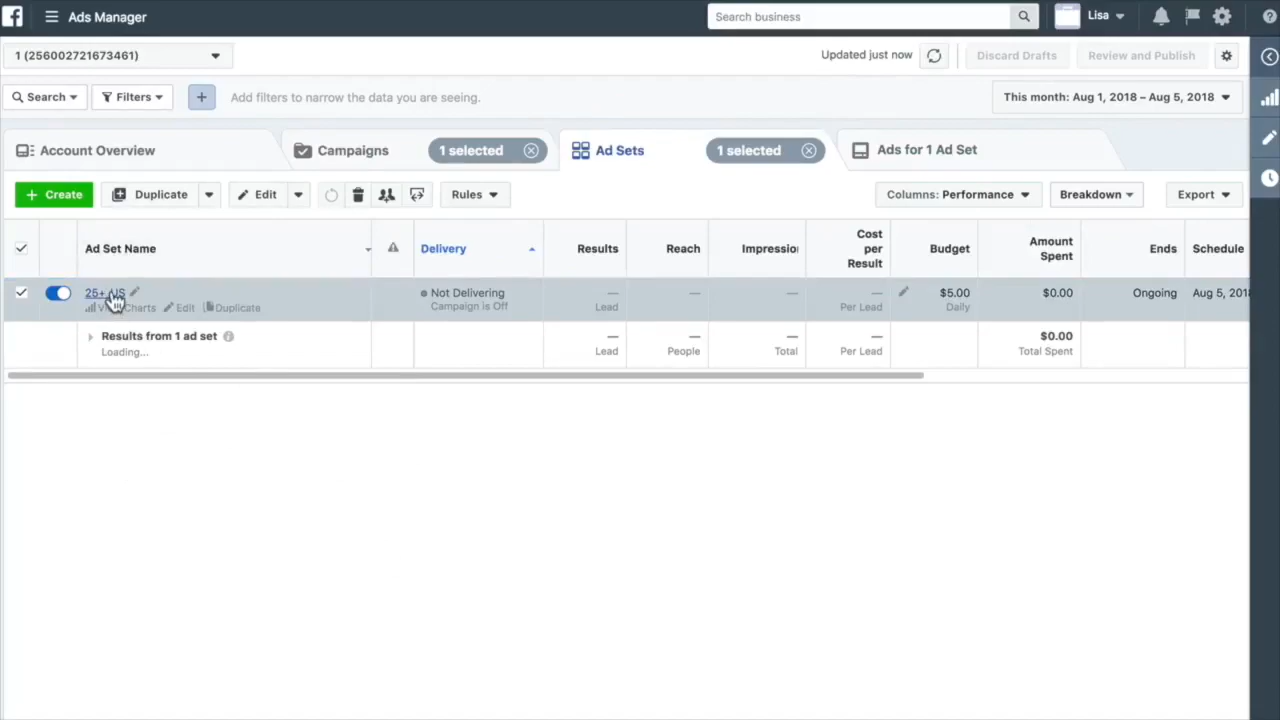 Ads Manager
Search business
Lisa
1 (256002721673461)
Updated just now
Discard Drafts
Review and Publish
Search
Filters
+
Add filters to narrow the data you are seeing.
This month: Aug 1, 2018 – Aug 5, 2018
Account Overview
Campaigns
1 selected
Ad Sets
1 selected
Ads for 1 Ad Set
+ Create
Duplicate
Edit
Rules
Columns: Performance
Breakdown
Export
Ad Set Name
Delivery
Results
Reach
Impressio
Cost
per
Result
Budget
Amount
Spent
Ends
Schedule
25+
Charts
Edit
Duplicate
Not Delivering
Campaign is Off
—
Lead
—
—
—
Per Lead
$5.00
Daily
$0.00
Ongoing
Aug 5, 201
Results from 1 ad set
Loading...
—
Lead
—
People
—
Total
—
Per Lead
$0.00
Total Spent